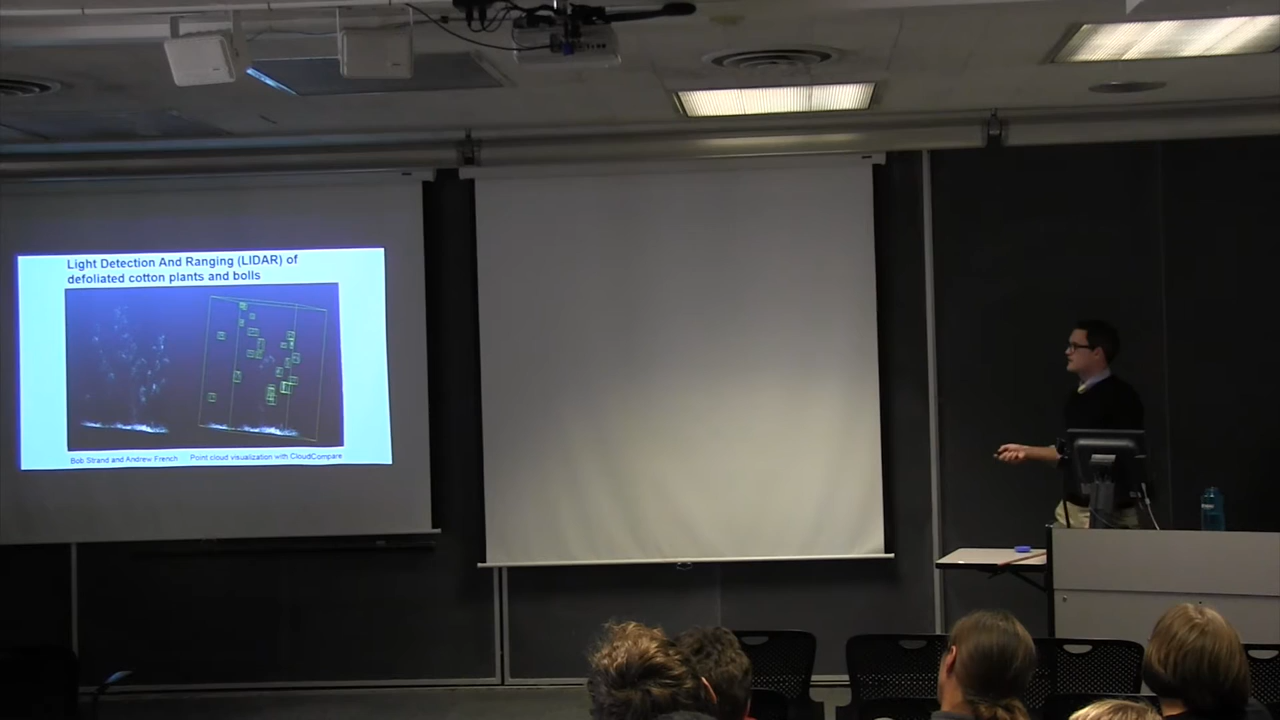 Light Detection And Ranging (LIDAR) of
defoliated cotton plants and bolls
Bob Strand and Andrew French Point cloud visualization with CloudCompare